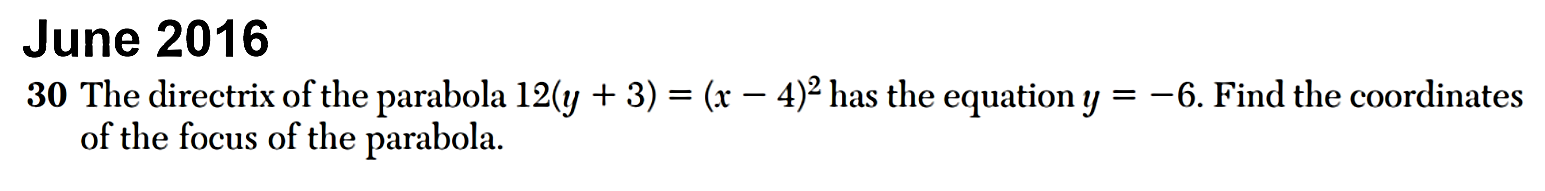 June 2016
30 The directrix of the parabola 12(y + 3) = (x − 4)² has the equation y = −6. Find the coordinates
of the focus of the parabola.